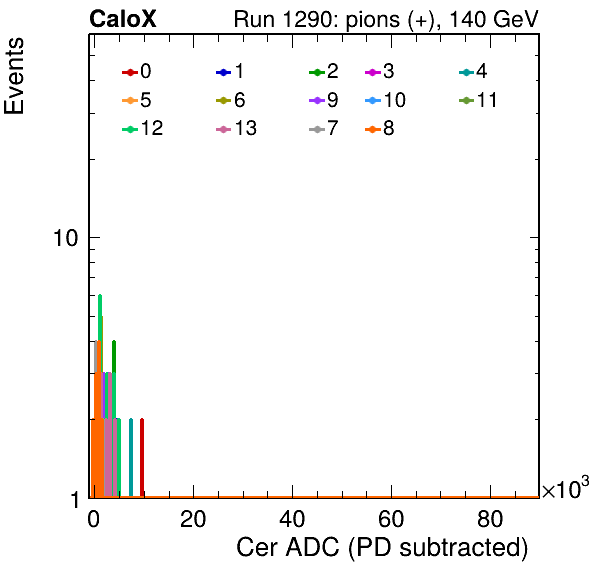 CaloX Run 1290: pions (+), 140 GeV
Events
0 1 2 3 4
5 6 9 10 11
12 13 7 8
10
1
×10³
0 20 40 60 80
Cer ADC (PD subtracted)